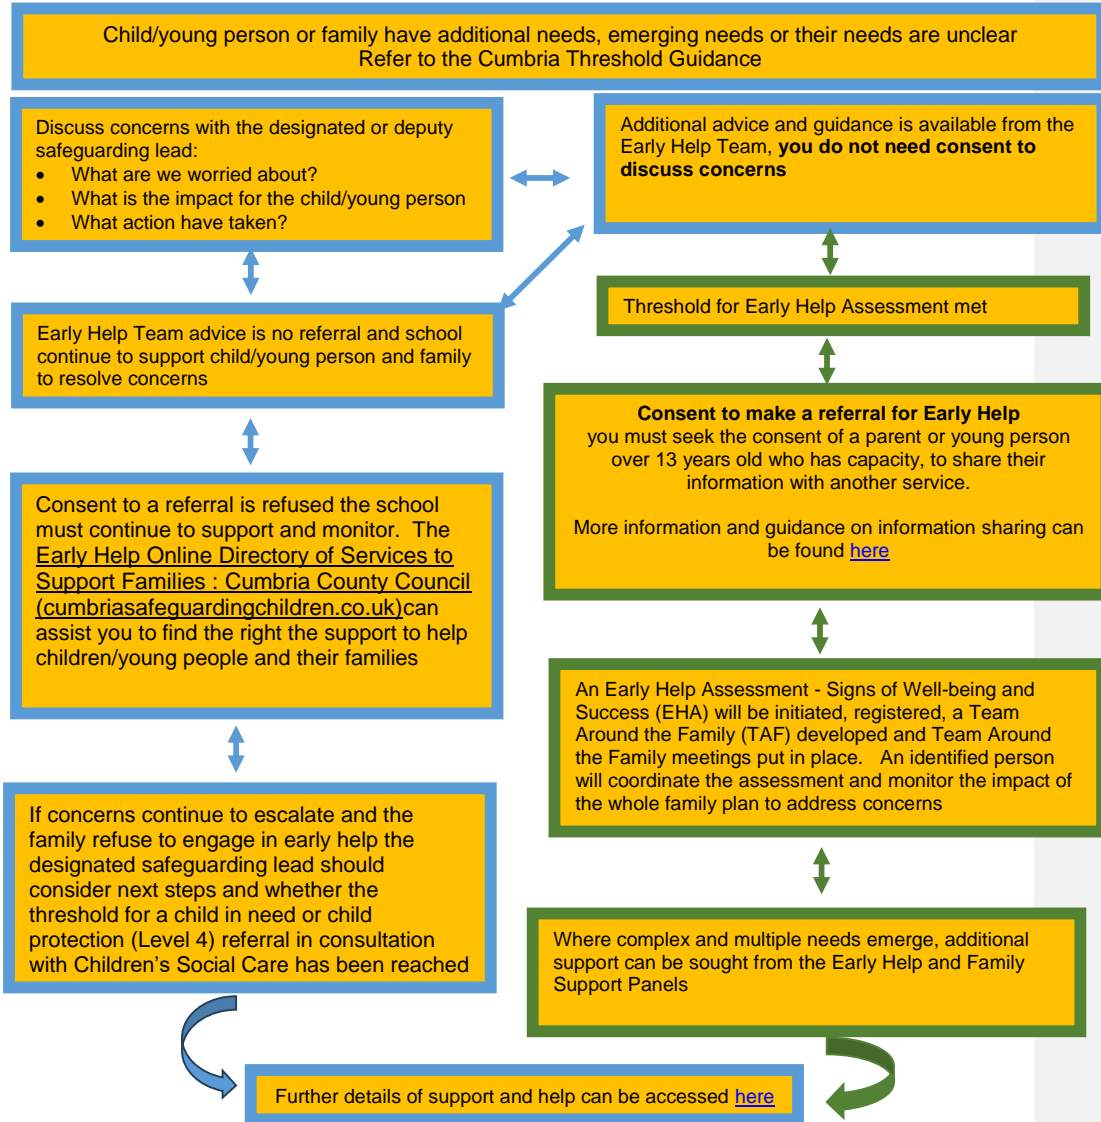 Child/young person or family have additional needs, emerging needs or their needs are unclear
Refer to the Cumbria Threshold Guidance
Discuss concerns with the designated or deputy
safeguarding lead:
• What are we worried about?
• What is the impact for the child/young person
• What action have taken?
Additional advice and guidance is available from the
Early Help Team, you do not need consent to
discuss concerns
Early Help Team advice is no referral and school
continue to support child/young person and family
to resolve concerns
Threshold for Early Help Assessment met
Consent to make a referral for Early Help
you must seek the consent of a parent or young person
over 13 years old who has capacity, to share their
information with another service.
More information and guidance on information sharing can
be found here
Consent to a referral is refused the school
must continue to support and monitor. The
Early Help Online Directory of Services to
Support Families : Cumbria County Council
(cumbriasafeguardingchildren.co.uk)can
assist you to find the right the support to help
children/young people and their families
An Early Help Assessment - Signs of Well-being and
Success (EHA) will be initiated, registered, a Team
Around the Family (TAF) developed and Team Around
the Family meetings put in place. An identified person
will coordinate the assessment and monitor the impact of
the whole family plan to address concerns
If concerns continue to escalate and the
family refuse to engage in early help the
designated safeguarding lead should
consider next steps and whether the
threshold for a child in need or child
protection (Level 4) referral in consultation
with Children's Social Care has been reached
Where complex and multiple needs emerge, additional
support can be sought from the Early Help and Family
Support Panels
Further details of support and help can be accessed here